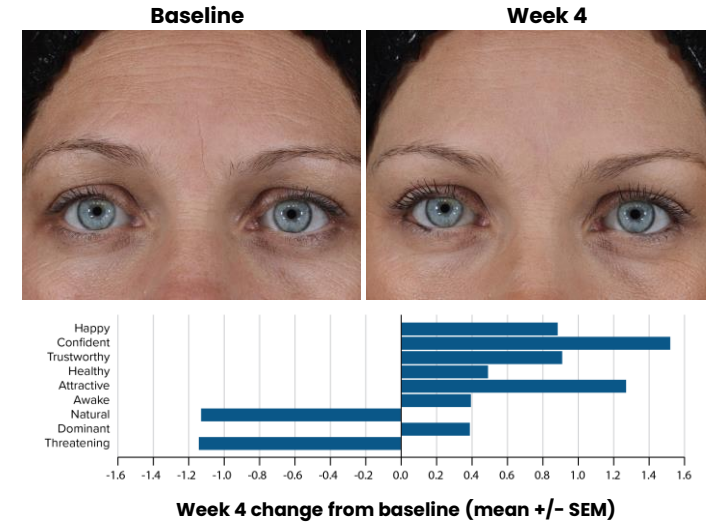 Baseline
Week 4
Happy
Confident
Trustworthy
Healthy
Attractive
Awake
Natural
Dominant
Threatening
-1.6 -1.4 -1.2 -1.0 -0.8 -0.6 -0.4 -0.2 0.0 0.2 0.4 0.6 0.8 1.0 1.2 1.4 1.6
Week 4 change from baseline (mean +/- SEM)